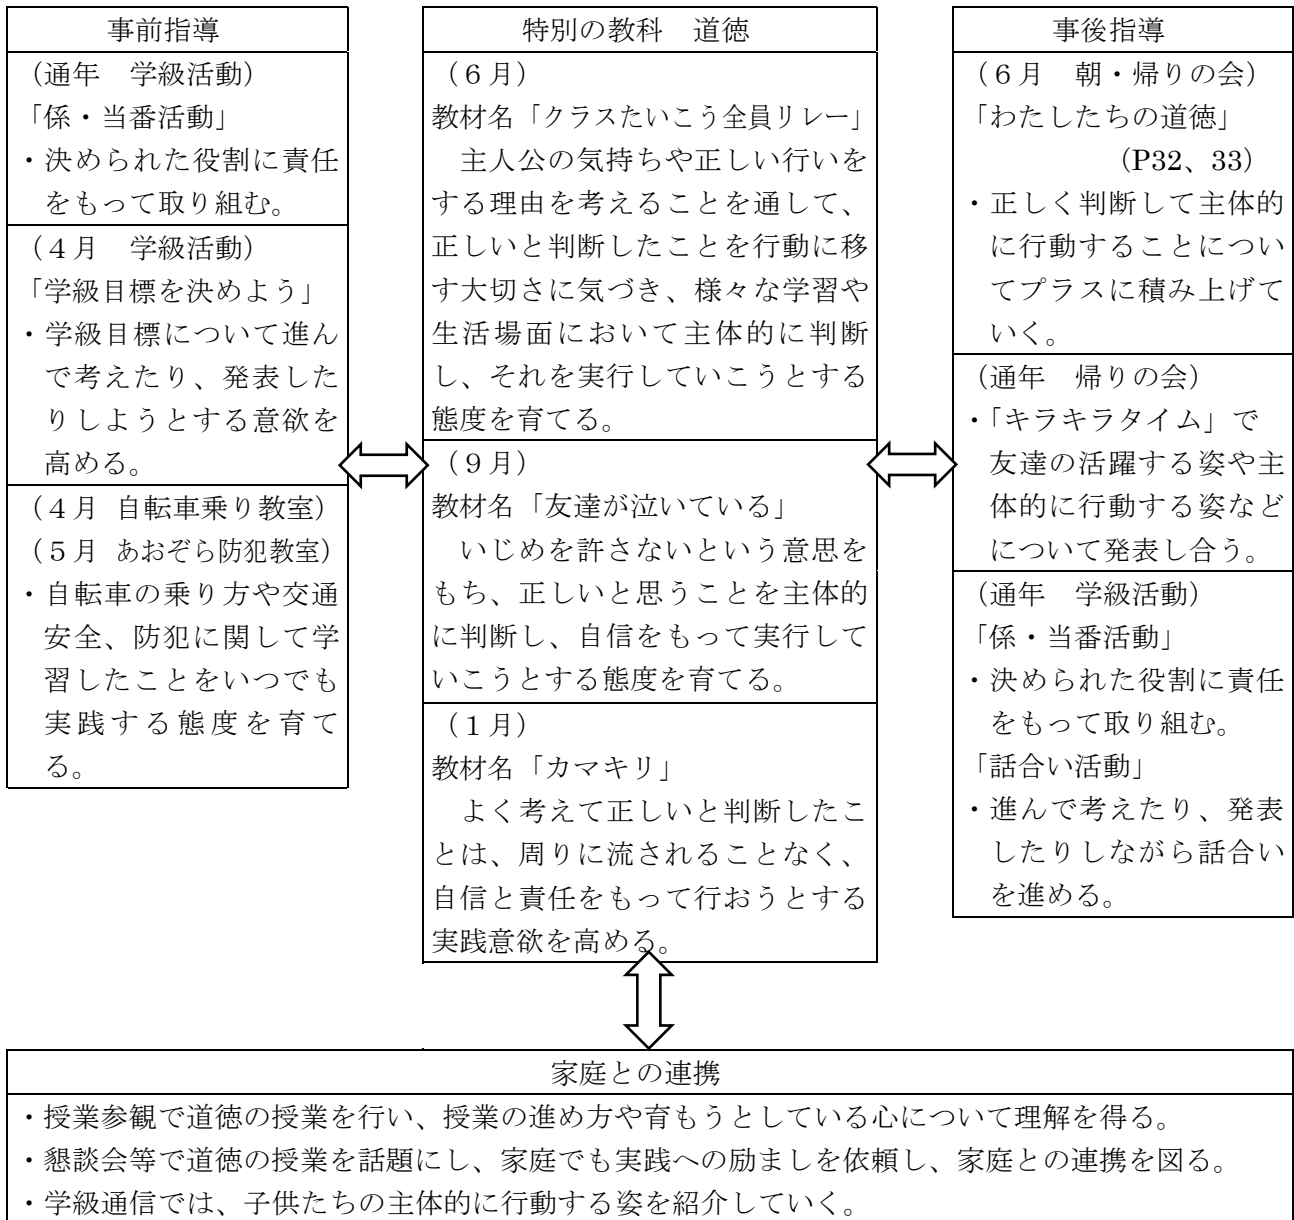 事前指導
（通年　学級活動）
「係・当番活動」
・決められた役割に責任
をもって取り組む。
（４月　学級活動）
「学級目標を決めよう」
・学級目標について進ん
で考えたり、発表した
りしようとする意欲を
高める。
（４月 自転車乗り教室）
（５月 あおぞら防犯教室）
・自転車の乗り方や交通
安全、防犯に関して学
習したことをいつでも
実践する態度を育て
る。
特別の教科　道徳
（６月）
教材名「クラスたいこう全員リレー」
主人公の気持ちや正しい行いを
する理由を考えることを通して、
正しいと判断したことを行動に移
す大切さに気づき、様々な学習や
生活場面において主体的に判断
し、それを実行していこうとする
態度を育てる。
（９月）
教材名「友達が泣いている」
いじめを許さないという意思を
もち、正しいと思うことを主体的
に判断し、自信をもって実行して
いこうとする態度を育てる。
（１月）
教材名「カマキリ」
よく考えて正しいと判断したこ
とは、周りに流されることなく、
自信と責任をもって行おうとする
実践意欲を高める。
事後指導
（６月　朝・帰りの会）
「わたしたちの道徳」
（P32、33）
・正しく判断して主体的
に行動することについ
てプラスに積み上げて
いく。
（通年　帰りの会）
・「キラキラタイム」で
友達の活躍する姿や主
体的に行動する姿など
について発表し合う。
（通年　学級活動）
「係・当番活動」
・決められた役割に責任
をもって取り組む。
「話合い活動」
・進んで考えたり、発表
したりしながら話合い
を進める。
家庭との連携
・授業参観で道徳の授業を行い、授業の進め方や育もうとしている心について理解を得る。
・懇談会等で道徳の授業を話題にし、家庭でも実践への励ましを依頼し、家庭との連携を図る。
・学級通信では、子供たちの主体的に行動する姿を紹介していく。